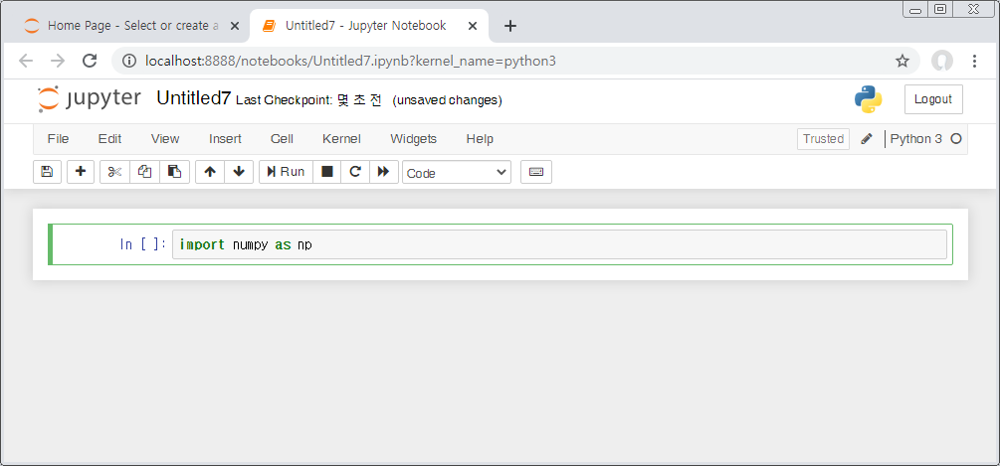 Home Page - Select or create a
Untitled7 - Jupyter Notebook
localhost:8888/notebooks/Untitled7.ipynb?kernel_name=python3
jupyter Untitled7 Last Checkpoint: 몇 초 전 (unsaved changes) Logout
File Edit View Insert Cell Kernel Widgets Help Trusted Python 3
Run Code
In [ ]: import numpy as np